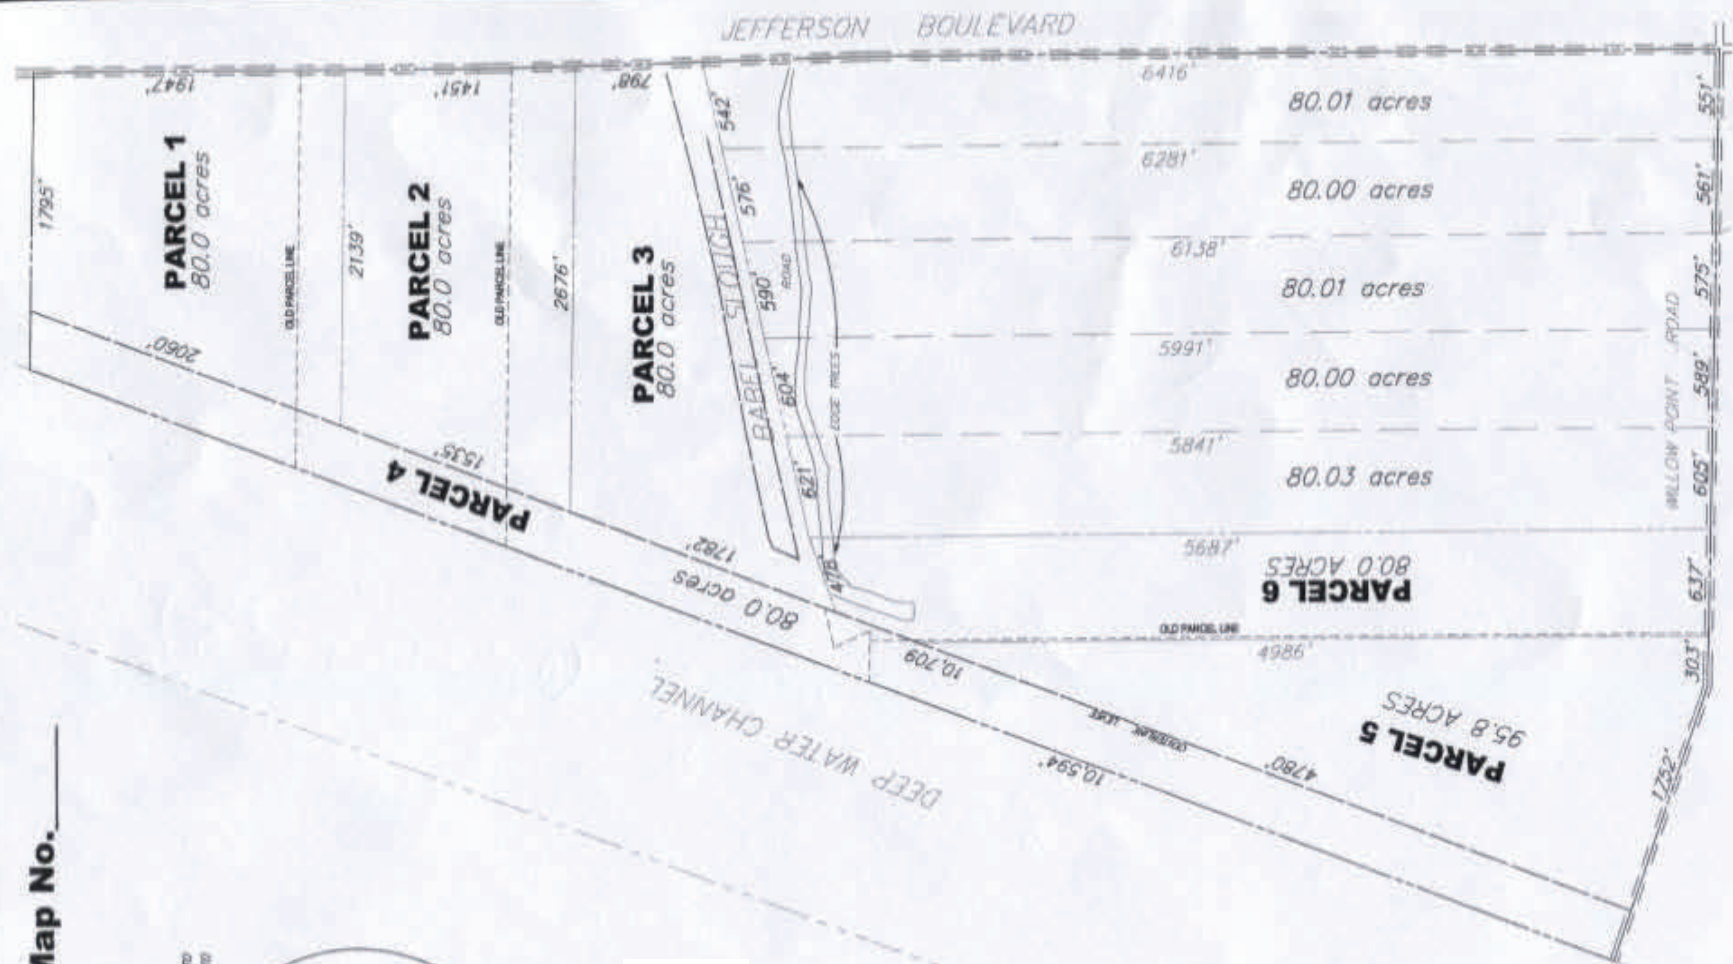 JEFFERSON BOULEVARD
1947'
1451'
798'
6416'
80.01 acres
551'
1795'
PARCEL 1
80.0 acres
OLD PARCEL LINE
2139'
PARCEL 2
80.0 acres
OLD PARCEL LINE
2676'
PARCEL 3
80.0 acres
BABEL SLOUGH
542'
576'
590'
604'
621'
478'
ROAD
EDGE TREES
6281'
80.00 acres
561'
6138'
80.01 acres
575'
5991'
80.00 acres
589'
5841'
80.03 acres
605'
WILLOW POINT ROAD
5687'
PARCEL 6
80.0 ACRES
637'
OLD PARCEL LINE
4986'
303'
PARCEL 5
95.8 ACRES
1752'
2060'
1535'
PARCEL 4
1782'
80.0 acres
10,709
CENTERLINE LEVEE
4780'
10,594'
DEEP WATER CHANNEL
Map No.